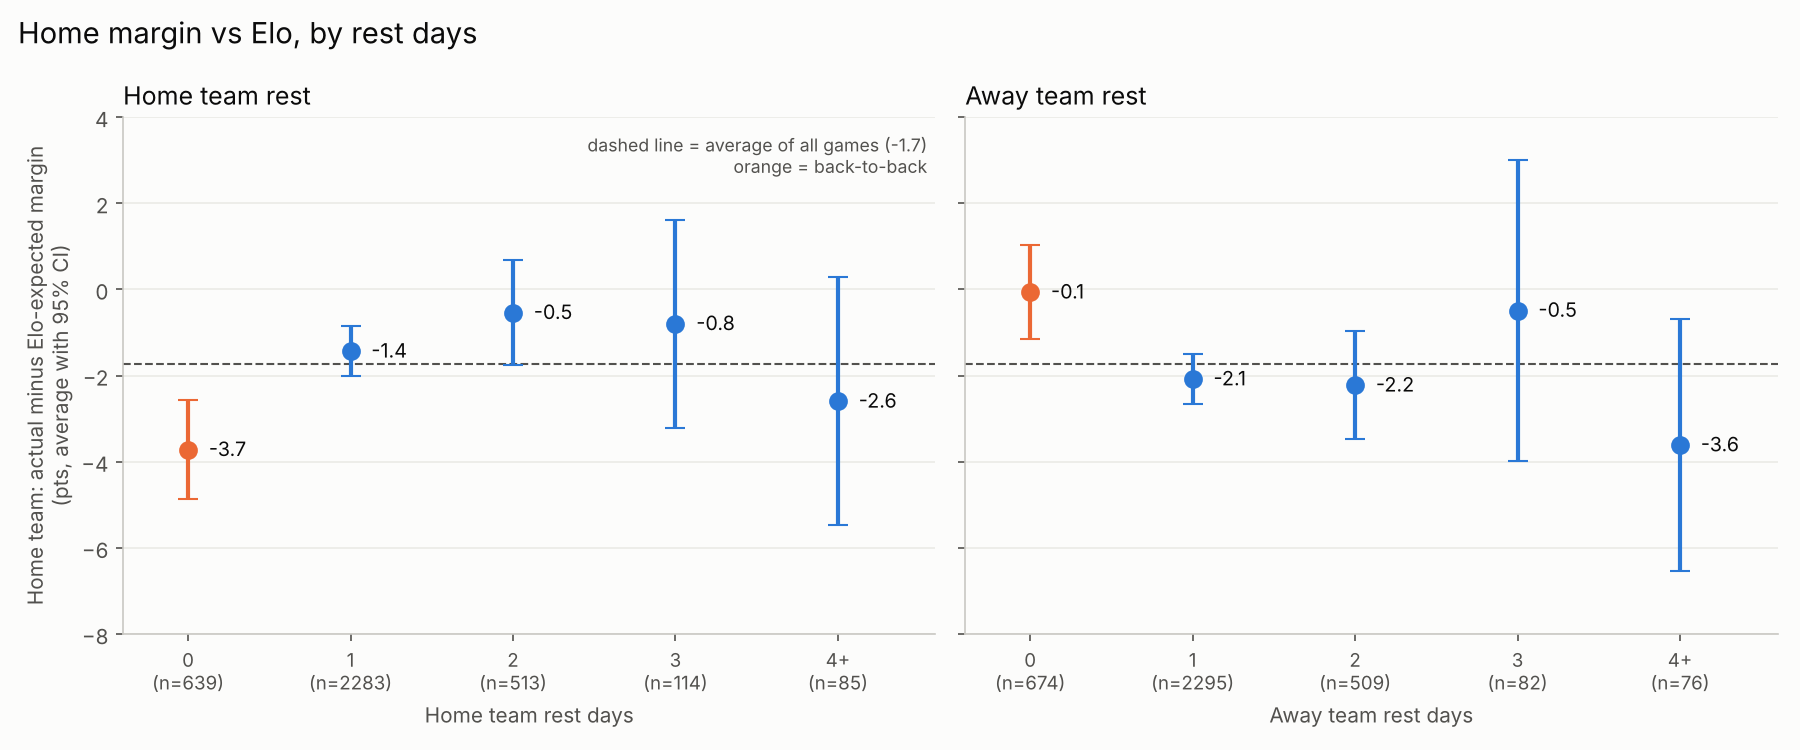 Home margin vs Elo, by rest days
Home team rest
dashed line = average of all games (-1.7)
orange = back-to-back
Home team: actual minus Elo-expected margin
(pts, average with 95% CI)
4
2
0
−2
−4
−6
−8
-3.7
-1.4
-0.5
-0.8
-2.6
0
(n=639)
1
(n=2283)
2
(n=513)
3
(n=114)
4+
(n=85)
Home team rest days
Away team rest
-0.1
-2.1
-2.2
-0.5
-3.6
0
(n=674)
1
(n=2295)
2
(n=509)
3
(n=82)
4+
(n=76)
Away team rest days